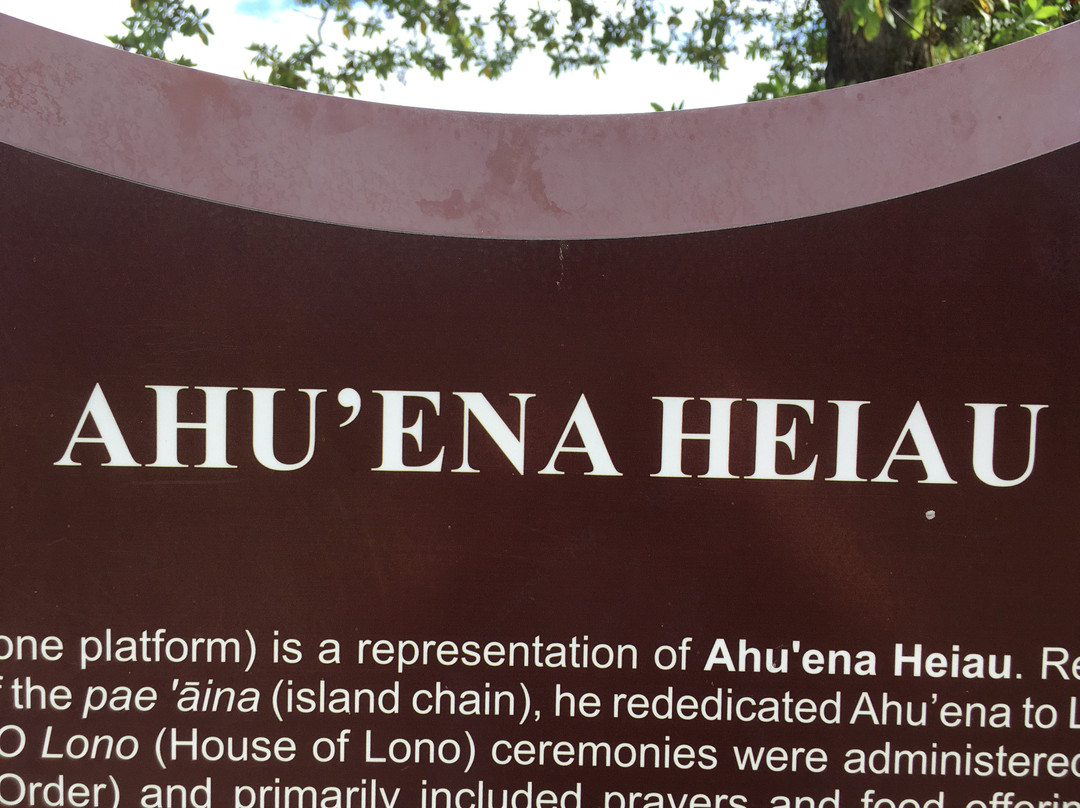 AHU’ENA HEIAU
platform) is a representation of Ahu'ena Heiau.
the pae 'āina (island chain), he rededicated Ahu’ena to
O Lono (House of Lono) ceremonies were administered
Order) and primarily included prayers and food